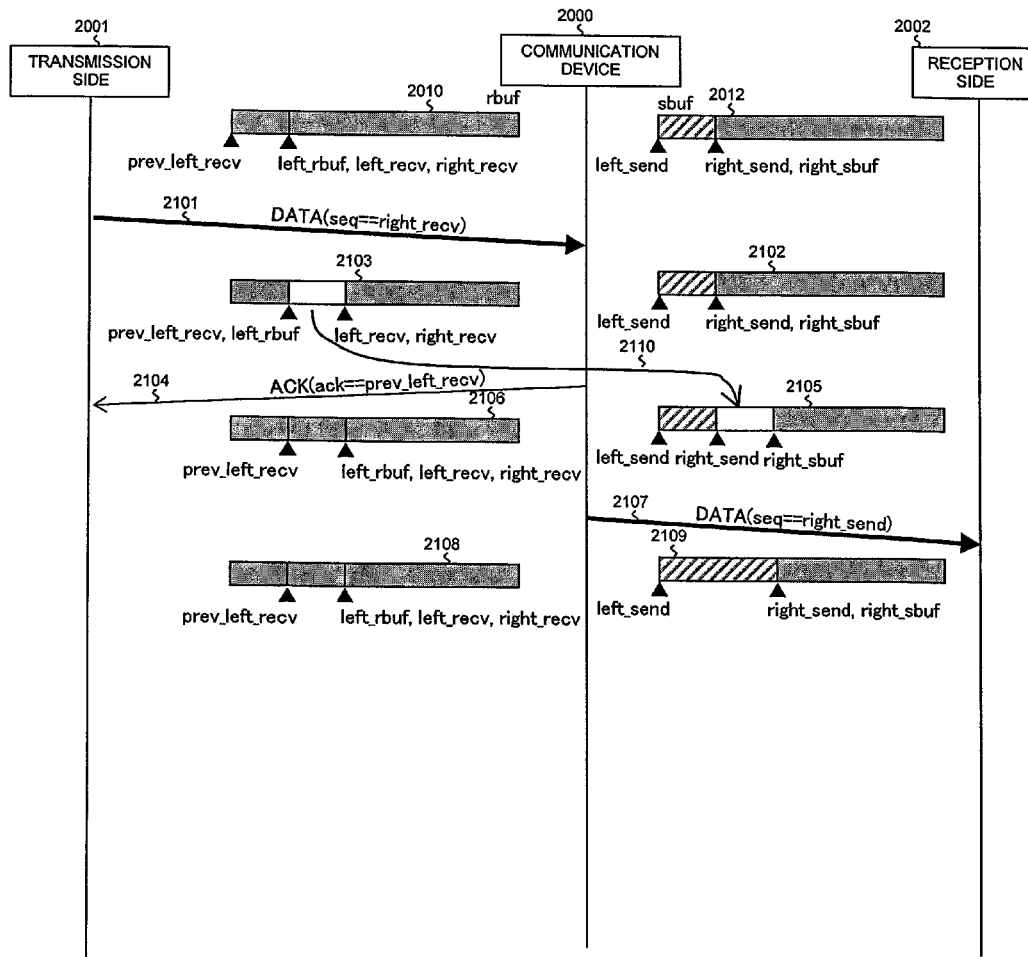 2001
2000
2002
TRANSMISSION
SIDE
COMMUNICATION
DEVICE
RECEPTION
SIDE
2010
rbuf
sbuf
2012
prev_left_recv
left_rbuf, left_recv, right_recv
left_send
right_send, right_sbuf
2101
DATA(seq==right_recv)
2103
2102
prev_left_recv, left_rbuf
left_recv, right_recv
left_send
right_send, right_sbuf
2110
2104
ACK(ack==prev_left_recv)
2106
2105
prev_left_recv
left_rbuf, left_recv, right_recv
left_send
right_send
right_sbuf
2107
DATA(seq==right_send)
2108
2109
prev_left_recv
left_rbuf, left_recv, right_recv
left_send
right_send, right_sbuf